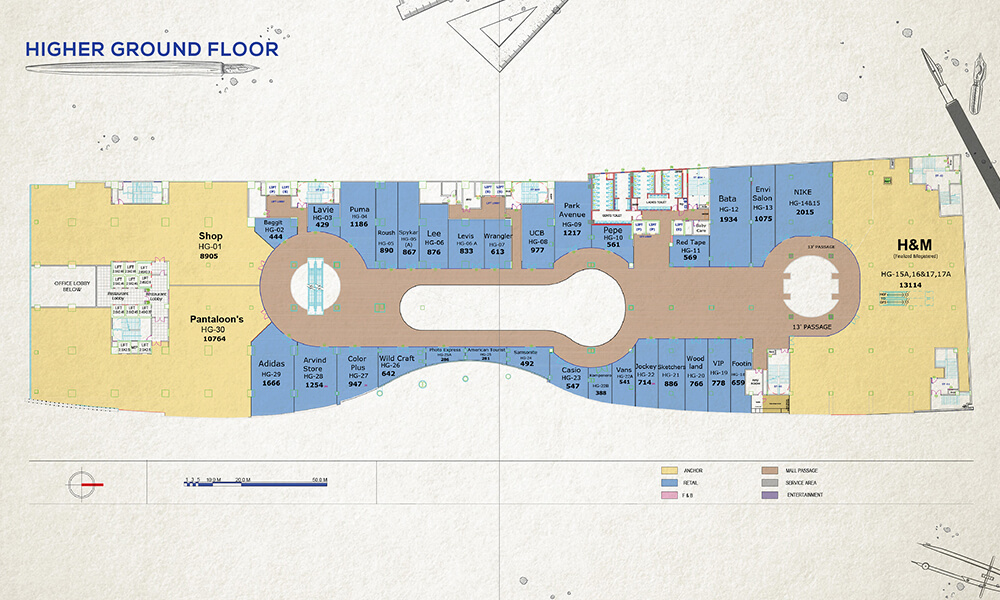 HIGHER GROUND FLOOR
Shop
HG-01
8905
OFFICE LOBBY
BELOW
Restaurant
Lobby
Restaurant
Lobby
Pantaloon's
HG-30
10764
Baggit
HG-02
444
Lavie
HG-03
429
Puma
HG-04
1186
Roush
HG-05
890
Spykar
HG-06
(A)
867
Lee
HG-06
876
Levis
HG-06 A
833
Wrangler
HG-07
613
UCB
HG-08
977
Park
Avenue
HG-09
1217
Pepe
HG-10
561
GENTS TOILET
LADIES TOILET
Baby
Care
Red Tape
HG-11
569
Bata
HG-12
1934
Envi
Salon
HG-13
1075
NIKE
HG-14&15
2015
13' PASSAGE
H&M
HG-15A,16&17,17A
13114
13' PASSAGE
Adidas
HG-29
1666
Arvind
Store
HG-28
1254
Color
Plus
HG-27
947
Wild Craft
HG-26
642
Photo Express
HG-25A
286
American Tourist
HG-25
261
Samsonite
HG-24
492
Casio
HG-23
547
HG-22B
388
Vans
HG-22A
541
Jockey
HG-22
714
Sketchers
HG-21
886
Wood
land
HG-20
766
VIP
HG-19
778
Footin
HG-18
659
10.0 M
20.0 M
50.0 M
ANCHOR
RETAIL
F & B
MALL PASSAGE
SERVICE AREA
ENTERTAINMENT